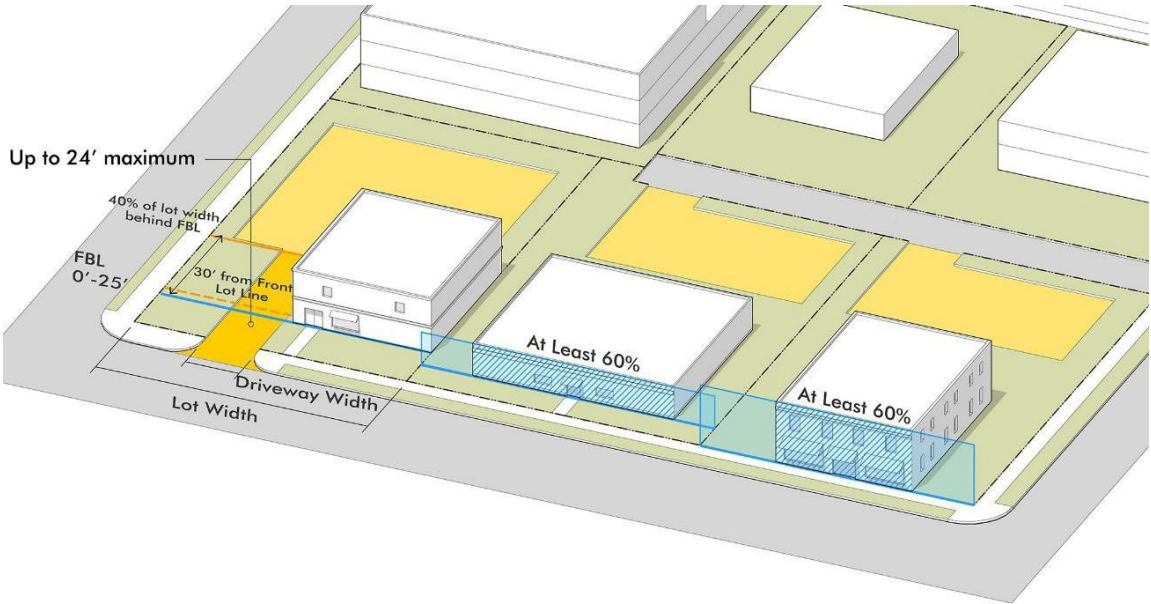 Up to 24' maximum
40% of lot width
behind FBL
FBL
0'-25'
30' from Front
Lot Line
At Least 60%
At Least 60%
Driveway Width
Lot Width